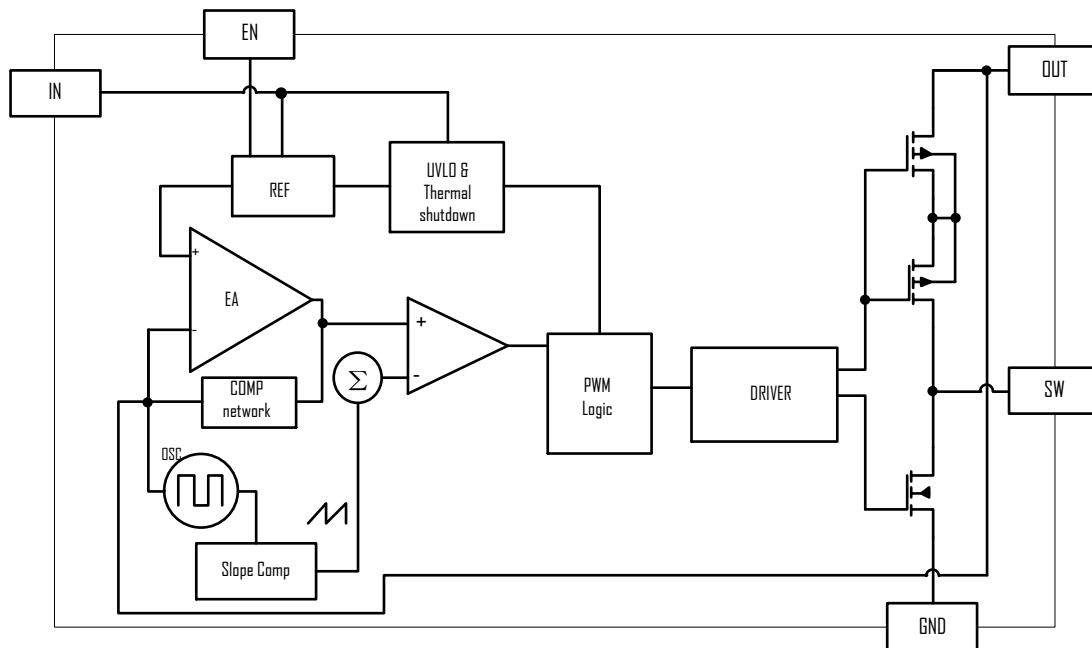 EN
IN
OUT
REF
UVLO &
Thermal
shutdown
+
EA
-
+
-
Σ
COMP
network
PWM
Logic
DRIVER
SW
OSC
Slope Comp
GND